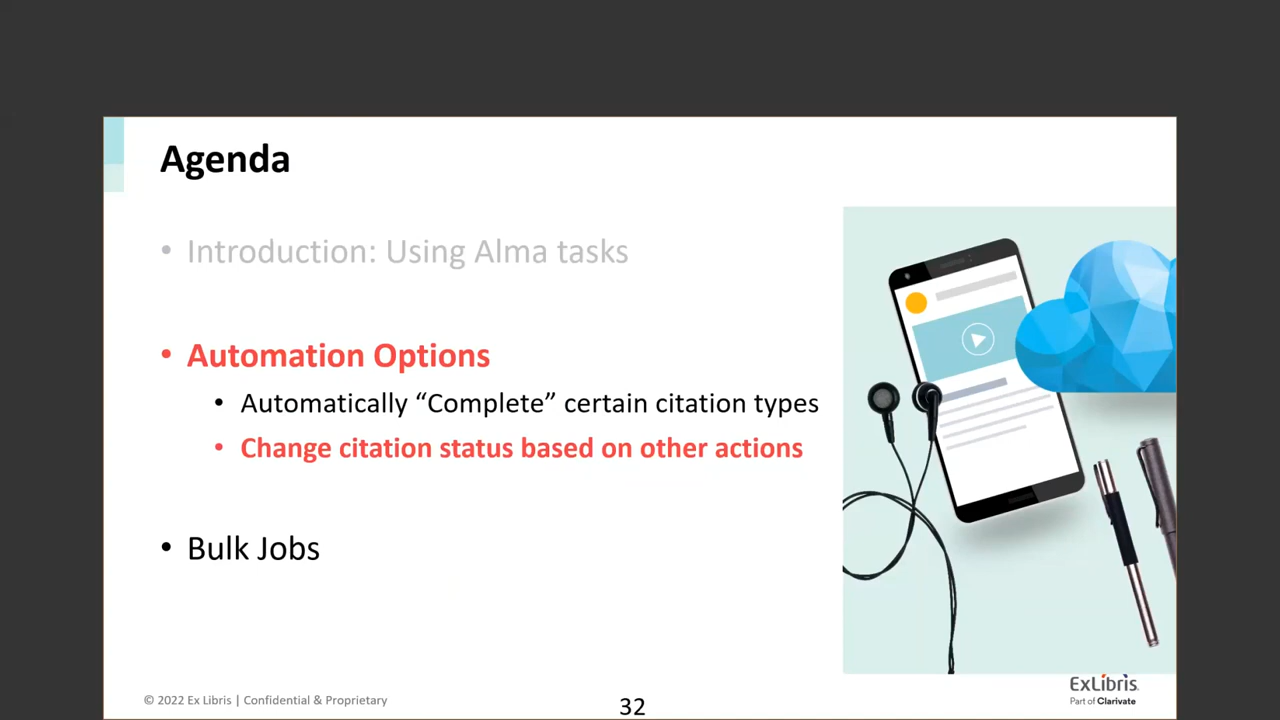 Agenda
• Introduction: Using Alma tasks
• Automation Options
• Automatically “Complete” certain citation types
• Change citation status based on other actions
• Bulk Jobs
© 2022 Ex Libris | Confidential & Proprietary
32
ExLibris
Part of Clarivate